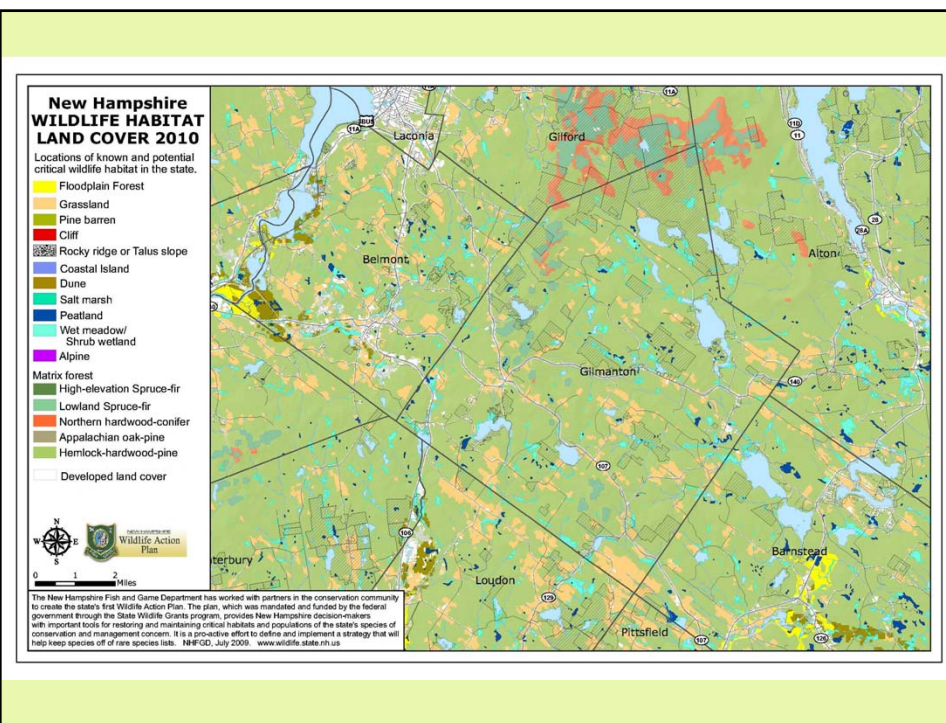 New Hampshire
WILDLIFE HABITAT
LAND COVER 2010
Locations of known and potential
critical wildlife habitat in the state.
Floodplain Forest
Grassland
Pine barren
Cliff
Rocky ridge or Talus slope
Coastal Island
Dune
Salt marsh
Peatland
Wet meadow/
Shrub wetland
Alpine
Matrix forest
High-elevation Spruce-fir
Lowland Spruce-fir
Northern hardwood-conifer
Appalachian oak-pine
Hemlock-hardwood-pine
Developed land cover
N
W E
S
Wildlife Action
Plan
0 1 2
Miles
The New Hampshire Fish and Game Department has worked with partners in the conservation community
to create the state's first Wildlife Action Plan. The plan, which was mandated and funded by the federal
government through the State Wildlife Grants program, provides New Hampshire decision-makers
with important tools for restoring and maintaining critical habitats and populations of the state's species of
conservation and management concern. It is a pro-active effort to define and implement a strategy that will
help keep species off of rare species lists. NHFGD, July 2009. www.wildlife.state.nh.us
11A
Laconia
Gilford
11A
11D
11
28
28A
Alton
Belmont
Gilmanton
140
107
106
terbury
Loudon
129
Barnstead
Pittsfield
107
126